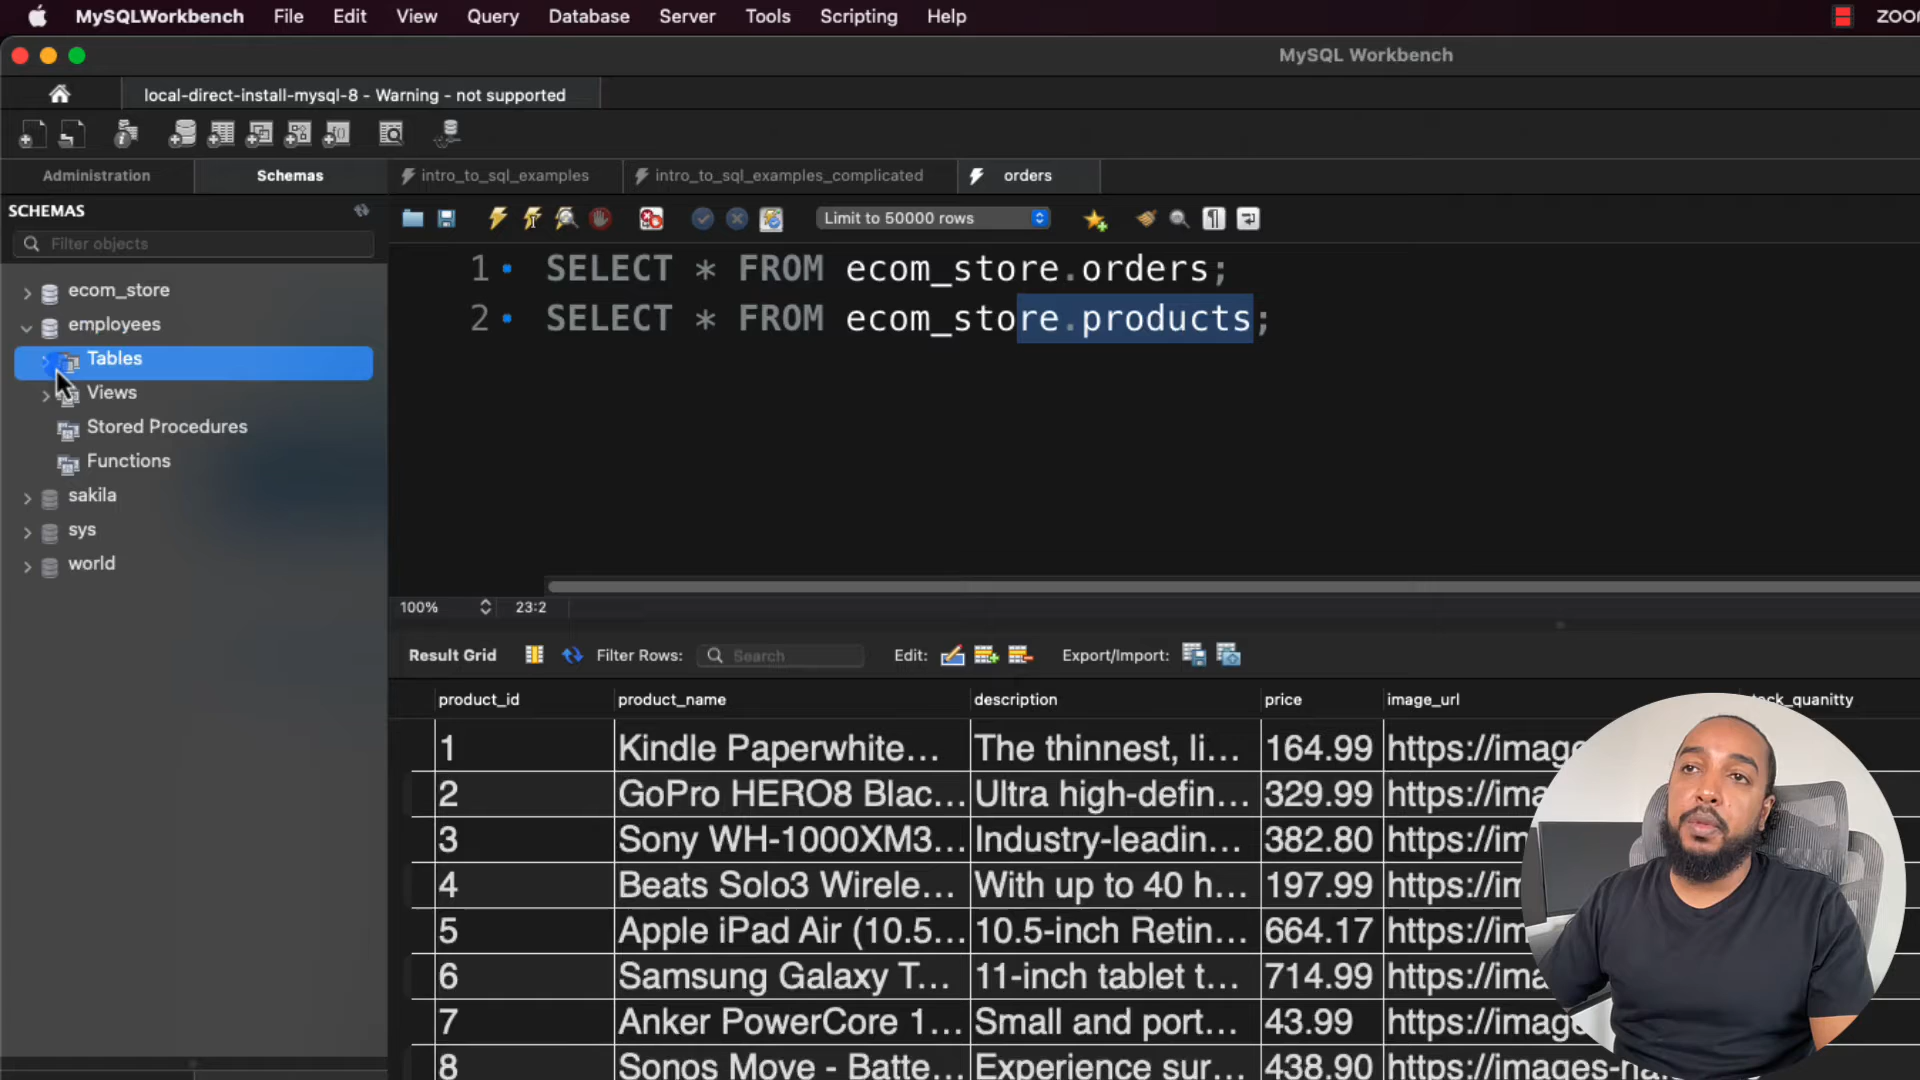 MySQLWorkbench File Edit View Query Database Server Tools Scripting Help
MySQL Workbench
local-direct-install-mysql-8 - Warning - not supported
Administration Schemas
intro_to_sql_examples intro_to_sql_examples_complicated orders
SCHEMAS
Filter objects
Limit to 50000 rows
ecom_store
employees
Tables
Views
Stored Procedures
Functions
sakila
sys
world
1 SELECT * FROM ecom_store.orders;
2 SELECT * FROM ecom_store.products;
100% 23:2
Result Grid Filter Rows: Search Edit: Export/Import:
product_id product_name description price image_url
1 Kindle Paperwhite... The thinnest, li... 164.99
2 GoPro HERO8 Blac... Ultra high-defin... 329.99
3 Sony WH-1000XM3... Industry-leadin... 382.80
4 Beats Solo3 Wirele... With up to 40 h... 197.99
5 Apple iPad Air (10.5... 10.5-inch Retin... 664.17
6 Samsung Galaxy T... 11-inch tablet t... 714.99
7 Anker PowerCore 1... Small and port... 43.99
8 Sonos Move - Batte... Experience sur... 438.90